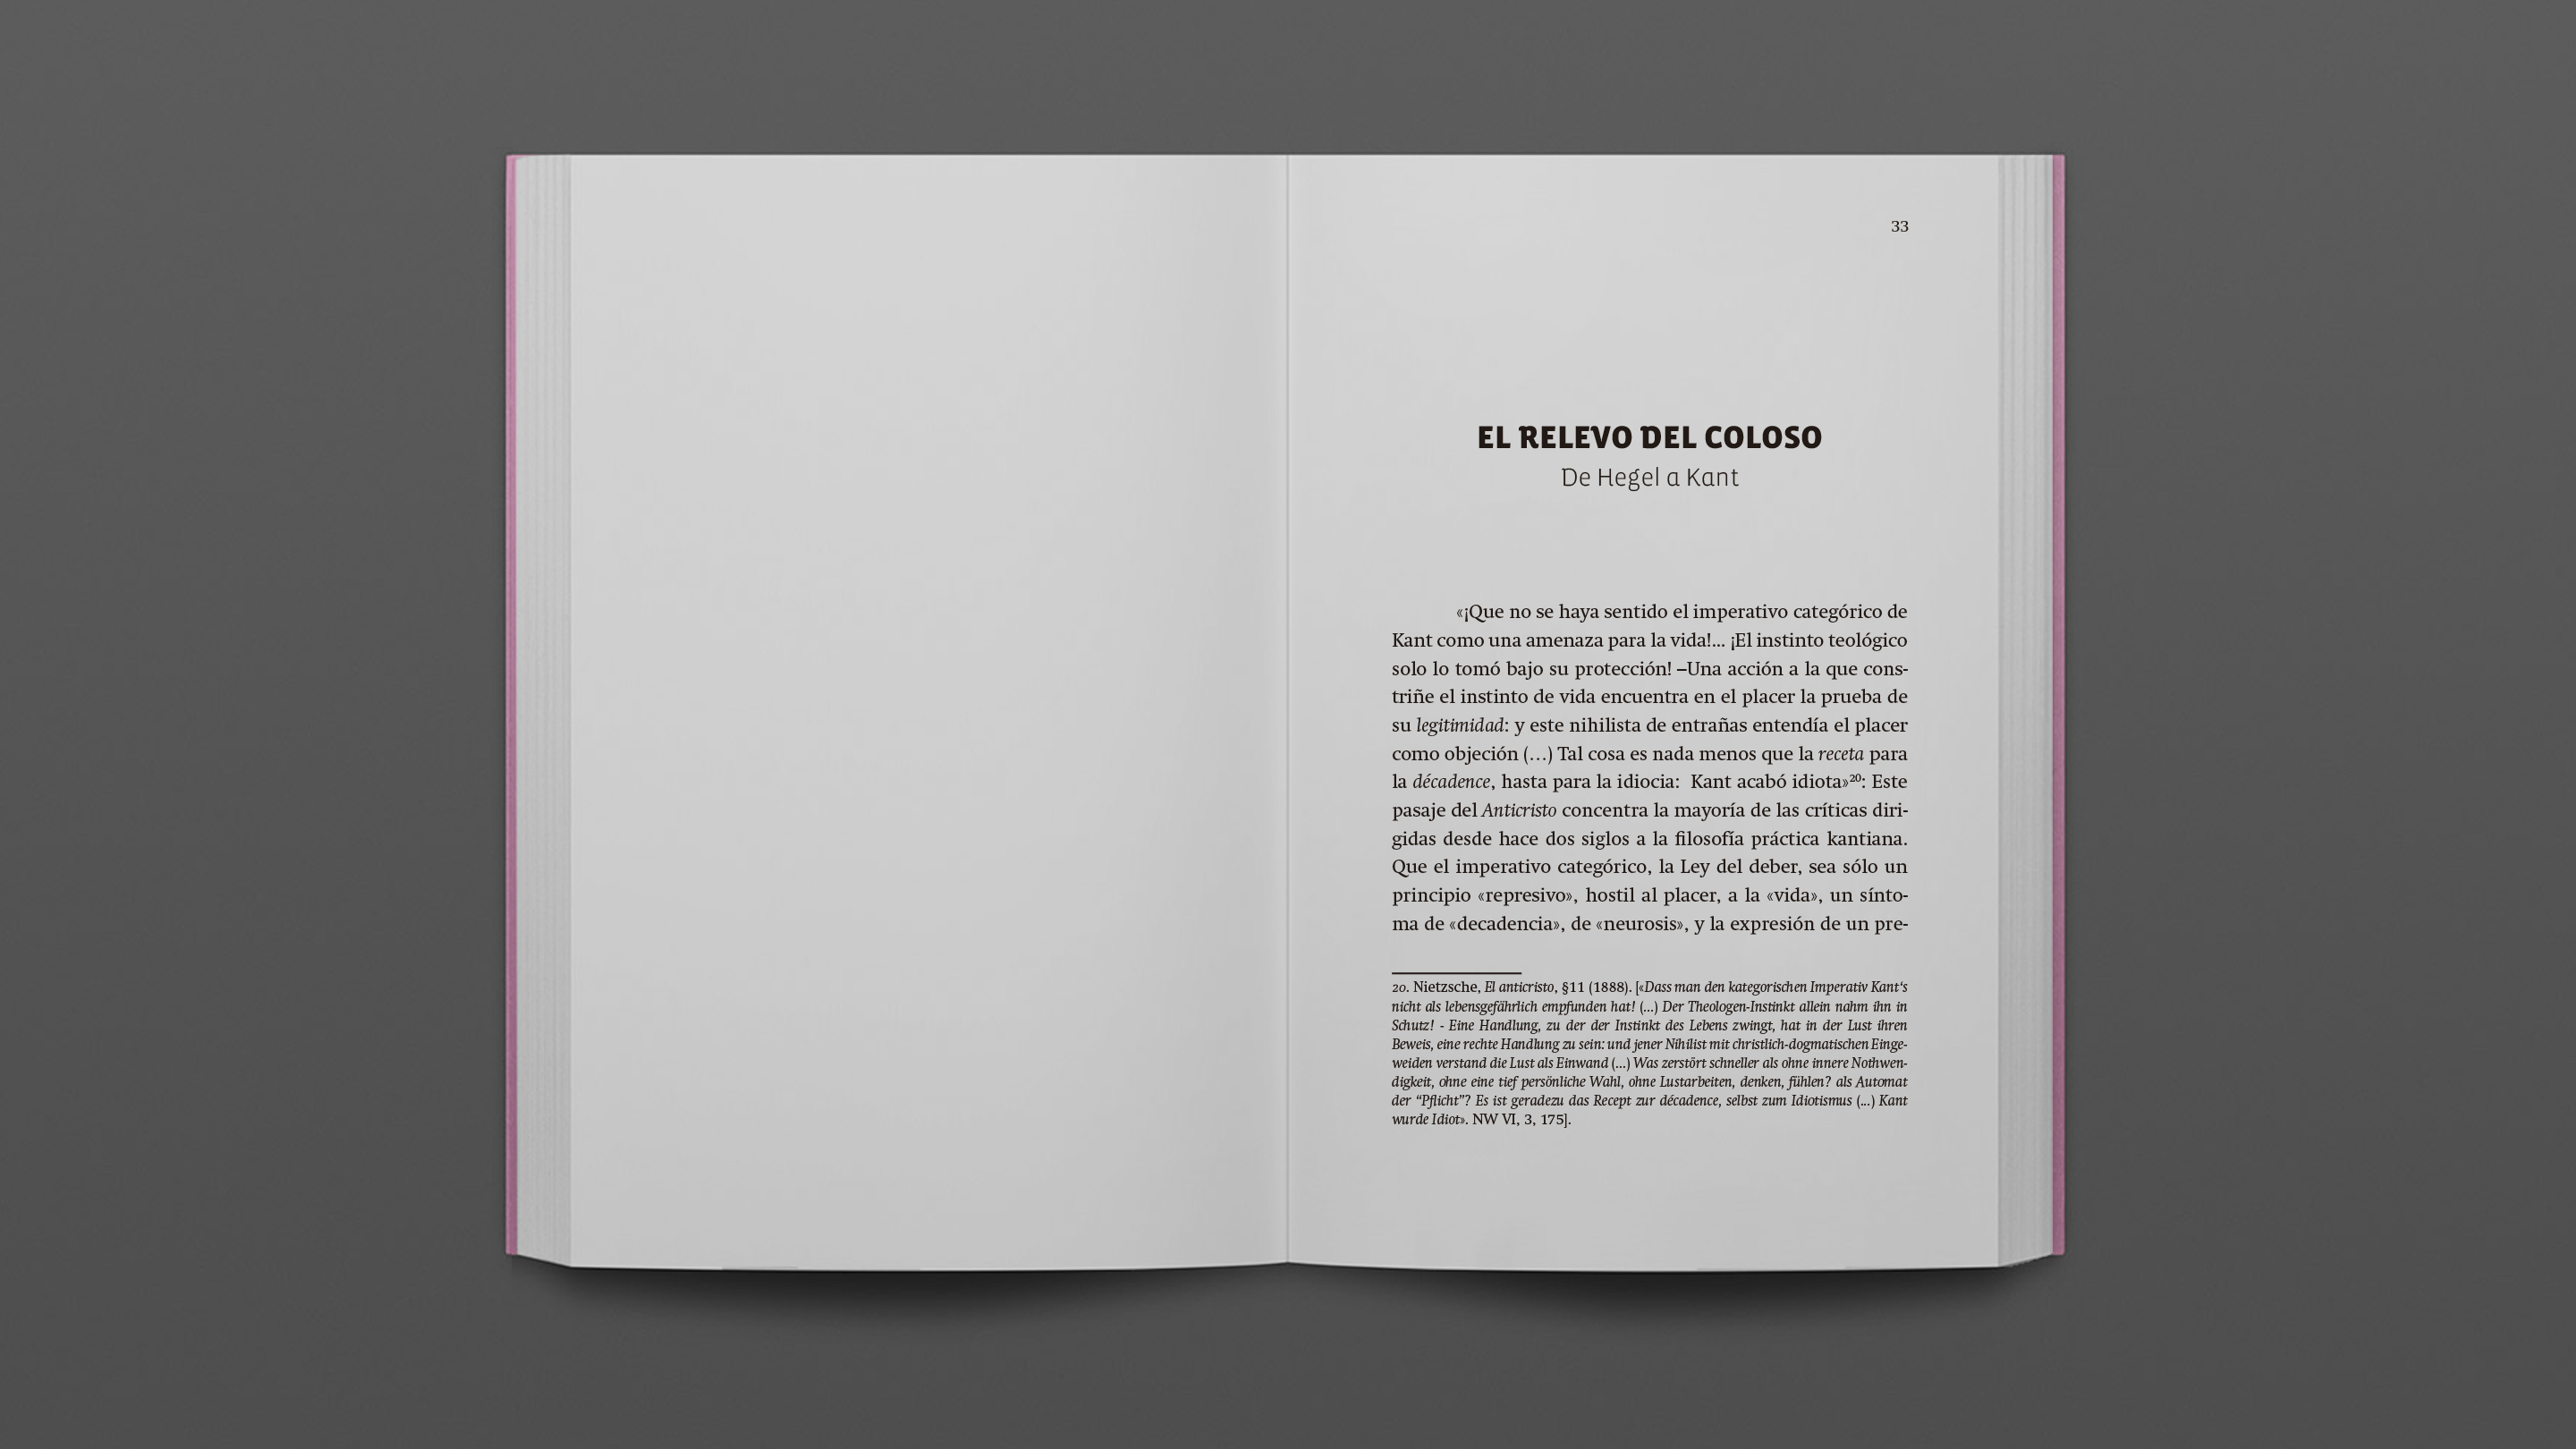 33
EL RELEVO DEL COLOSO
De Hegel a Kant
«¡Que no se haya sentido el imperativo categórico de
Kant como una amenaza para la vida!... ¡El instinto teológico
solo lo tomó bajo su protección! –Una acción a la que cons-
triñe el instinto de vida encuentra en el placer la prueba de
su legitimidad: y este nihilista de entrañas entendía el placer
como objeción (…) Tal cosa es nada menos que la receta para
la décadence, hasta para la idiocia:  Kant acabó idiota»²⁰: Este
pasaje del Anticristo concentra la mayoría de las críticas diri-
gidas desde hace dos siglos a la filosofía práctica kantiana.
Que el imperativo categórico, la Ley del deber, sea sólo un
principio «represivo», hostil al placer, a la «vida», un sínto-
ma de «decadencia», de «neurosis», y la expresión de un pre-
20. Nietzsche, El anticristo, §11 (1888). [«Dass man den kategorischen Imperativ Kant‘s
nicht als lebensgefährlich empfunden hat! (...) Der Theologen-Instinkt allein nahm ihn in
Schutz! - Eine Handlung, zu der der Instinkt des Lebens zwingt, hat in der Lust ihren
Beweis, eine rechte Handlung zu sein: und jener Nihilist mit christlich-dogmatischen Einge-
weiden verstand die Lust als Einwand (...) Was zerstört schneller als ohne innere Nothwen-
digkeit, ohne eine tief persönliche Wahl, ohne Lustarbeiten, denken, fühlen? als Automat
der “Pflicht”? Es ist geradezu das Recept zur décadence, selbst zum Idiotismus (...) Kant
wurde Idiot». NW VI, 3, 175].